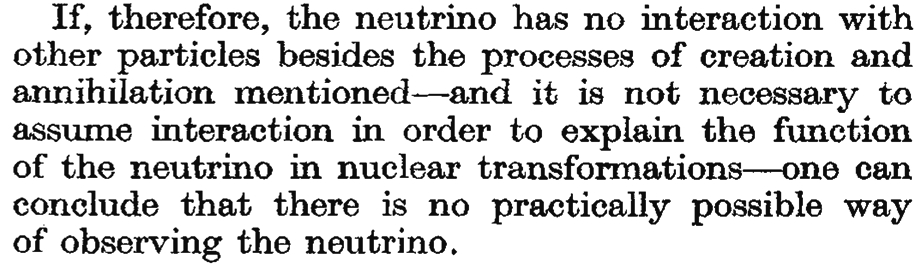 If, therefore, the neutrino has no interaction with
other particles besides the processes of creation and
annihilation mentioned—and it is not necessary to
assume interaction in order to explain the function
of the neutrino in nuclear transformations—one can
conclude that there is no practically possible way
of observing the neutrino.